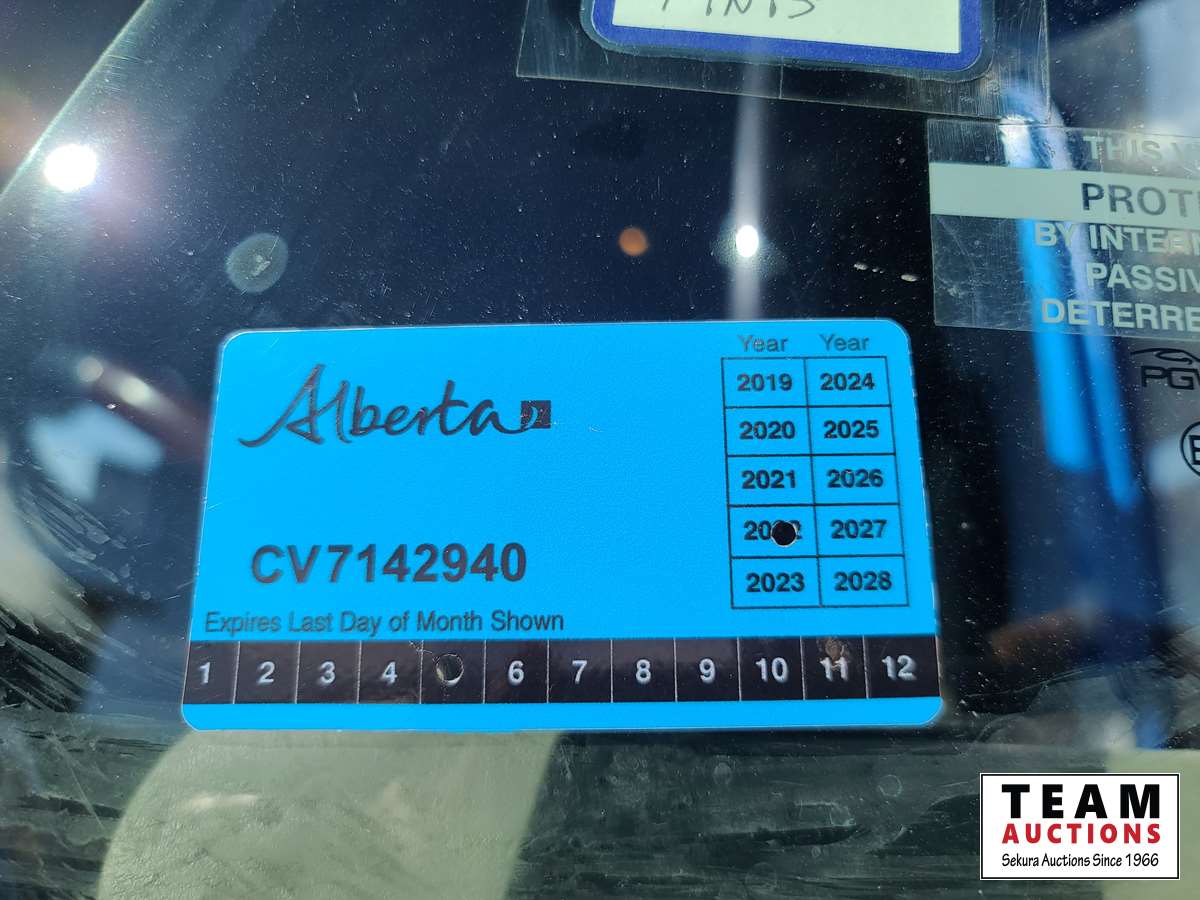 THIS
PROT
BY INTE
PASSIV
DETERRE
PGW
Alberta
Year Year
2019 2024
2020 2025
2021 2026
2027
2023 2028
CV7142940
Expires Last Day of Month Shown
1 2 3 4 6 7 8 9 10 11 12
TEAM
AUCTIONS
Sekura Auctions Since 1966